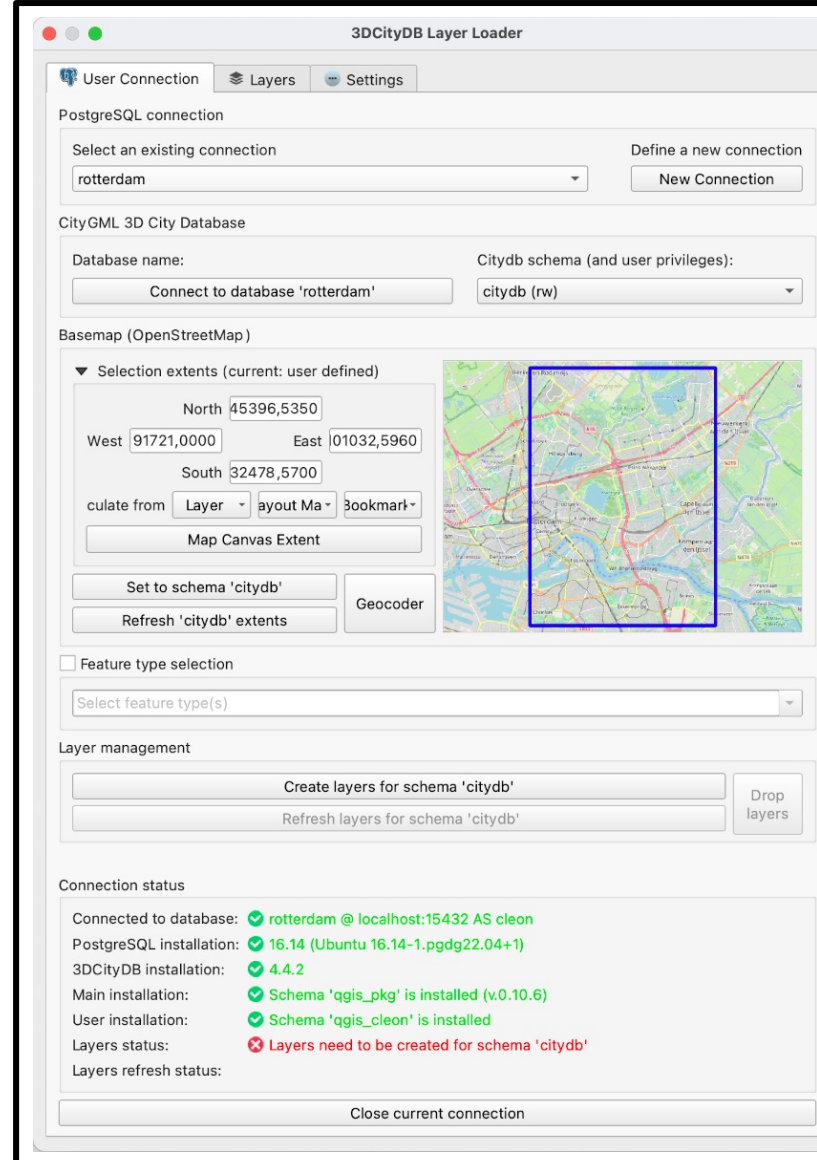 3DCityDB Layer Loader
User Connection
Layers
Settings
PostgreSQL connection
Select an existing connection
Define a new connection
rotterdam
New Connection
CityGML 3D City Database
Database name:
Citydb schema (and user privileges):
Connect to database 'rotterdam'
citydb (rw)
Basemap (OpenStreetMap)
Selection extents (current: user defined)
North 45396,5350
West 91721,0000
East 01032,5960
South 32478,5700
culate from
Layer
ayout Ma
Bookmark
Map Canvas Extent
Set to schema 'citydb'
Refresh 'citydb' extents
Geocoder
Feature type selection
Select feature type(s)
Layer management
Create layers for schema 'citydb'
Refresh layers for schema 'citydb'
Drop
layers
Connection status
Connected to database: rotterdam @ localhost:15432 AS cleon
PostgreSQL installation: 16.14 (Ubuntu 16.14-1.pgdg22.04+1)
3DCityDB installation: 4.4.2
Main installation: Schema 'qgis_pkg' is installed (v.0.10.6)
User installation: Schema 'qgis_cleon' is installed
Layers status: Layers need to be created for schema 'citydb'
Layers refresh status:
Close current connection